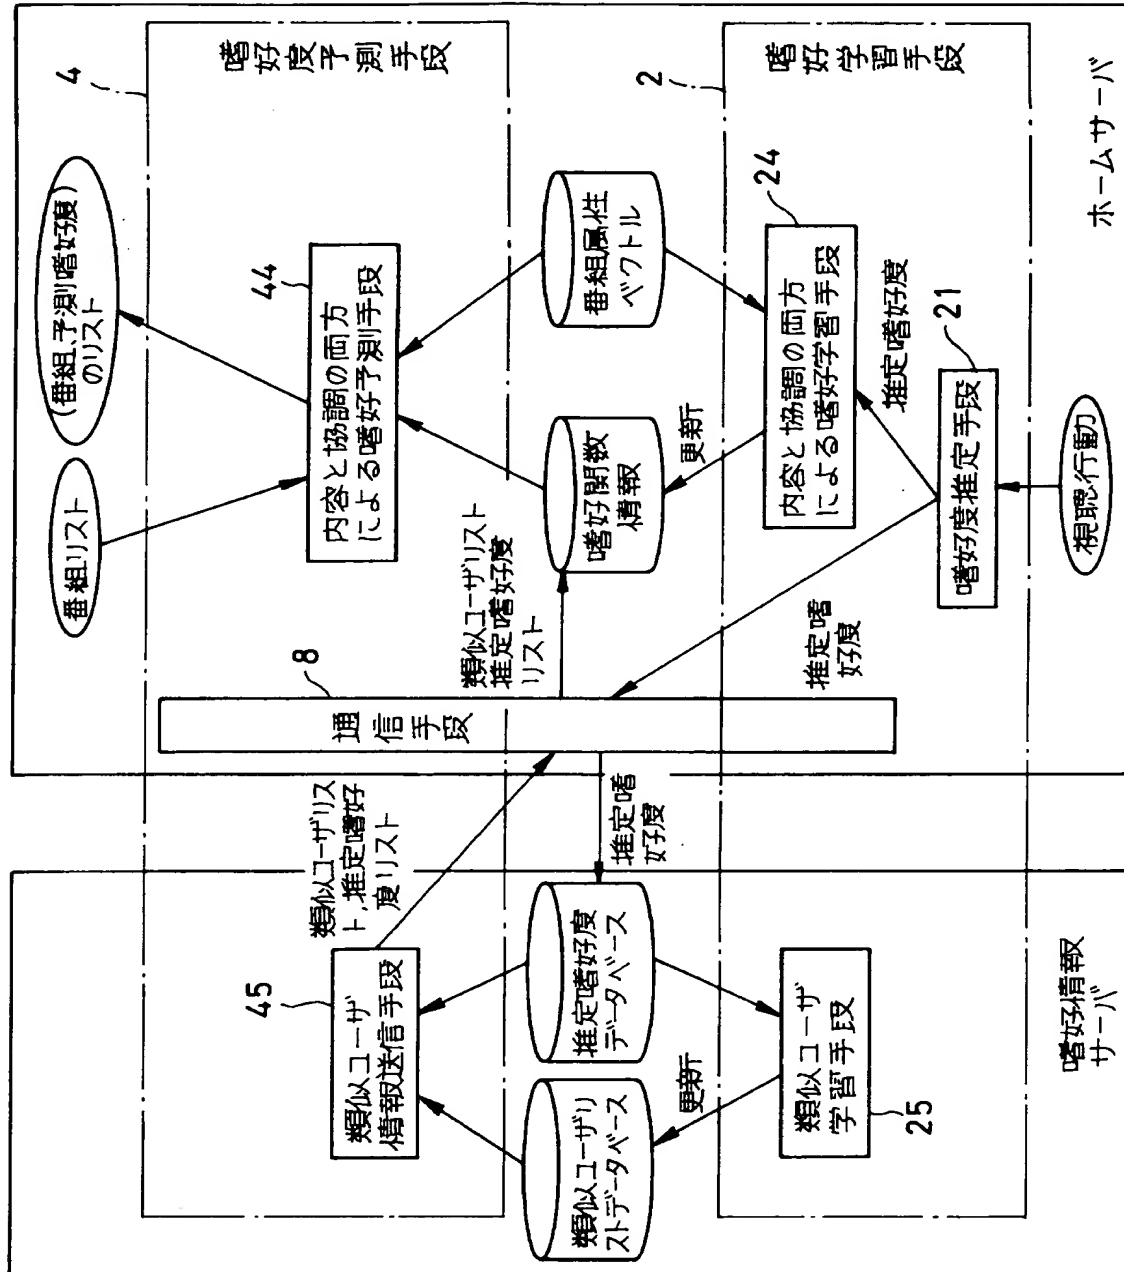 嗜好情報
サーバ
類似ユーザ
情報送信手段
45
類似ユーザリス
ト,推定嗜好
度リスト
類似ユーザリ
ストデータベース
推定嗜好度
データベース
更新
類似ユーザ
学習手段
25
推定嗜
好度
ホームサーバ
通信手段
8
番組リスト
(番組、予測嗜好度)
のリスト
4
嗜好度予測手段
内容と協調の両方
による嗜好予測手段
44
類似ユーザリスト
推定嗜好度
リスト
嗜好関数
情報
番組属性
ベクトル
更新
2
嗜好学習手段
内容と協調の両方
による嗜好学習手段
24
推定嗜
好度
推定嗜好度
嗜好度推定手段
21
視聴行動